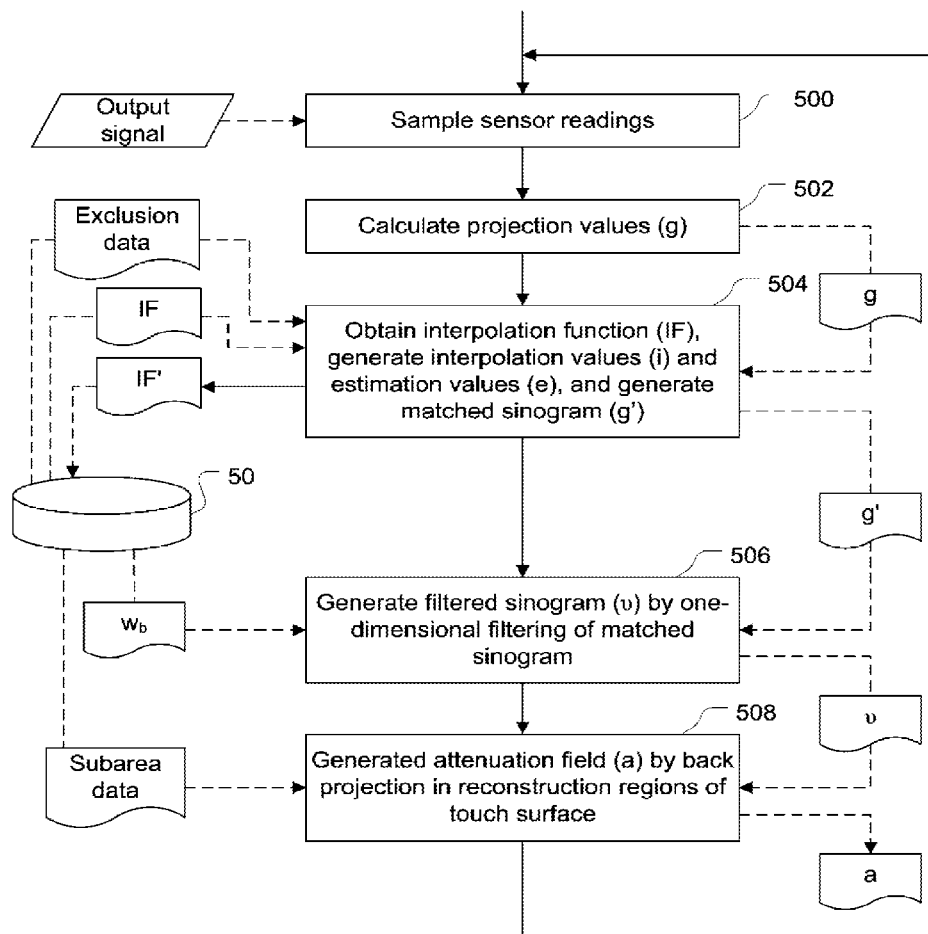 Output
signal
500
Sample sensor readings
502
Exclusion
data
Calculate projection values (g)
504
g
IF
Obtain interpolation function (IF),
generate interpolation values (i) and
estimation values (e), and generate
matched sinogram (g')
IF'
50
g'
506
Generate filtered sinogram (υ) by one-
dimensional filtering of matched
sinogram
wb
508
υ
Subarea
data
Generated attenuation field (a) by back
projection in reconstruction regions of
touch surface
a